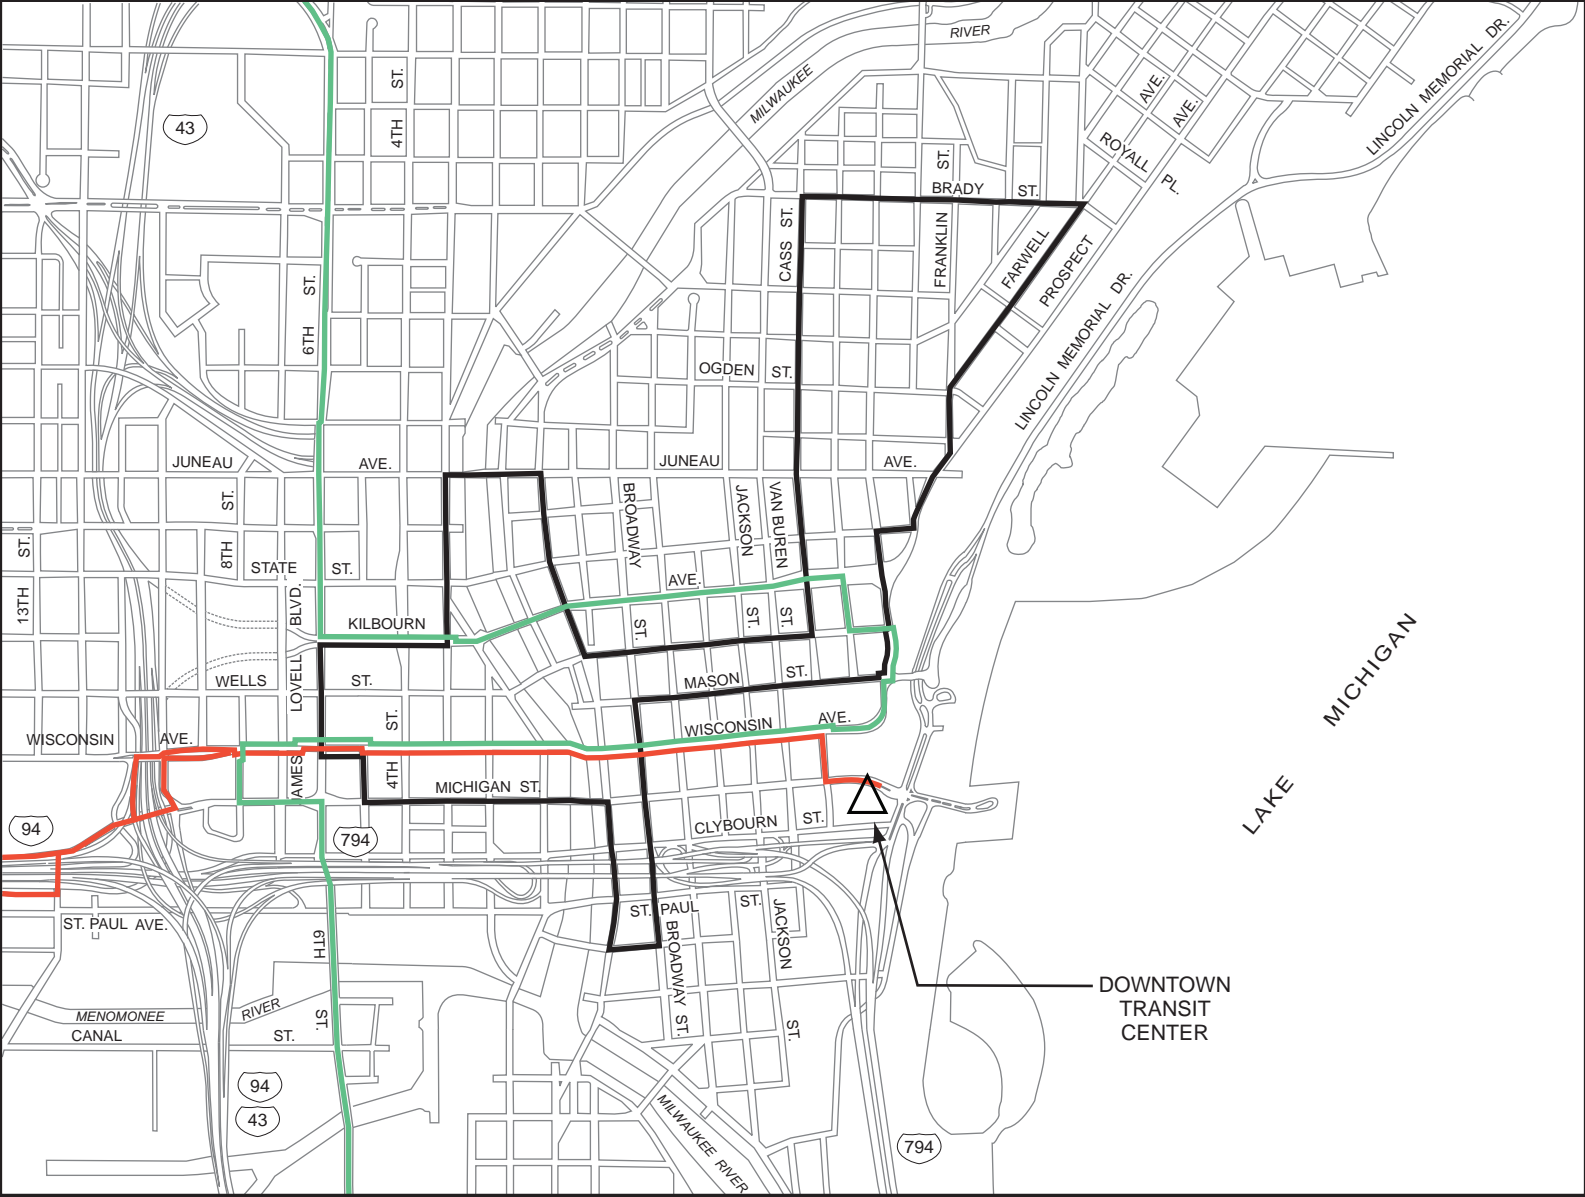 RIVER
MILWAUKEE
LINCOLN MEMORIAL DR.
ST.
4TH
43
AVE.
AVE.
ROYALL
PL.
ST.
BRADY
ST.
ST.
CASS
FRANKLIN
FARWELL
PROSPECT
LINCOLN MEMORIAL DR.
ST.
6TH
OGDEN
ST.
JUNEAU
AVE.
JUNEAU
AVE.
ST.
8TH
BROADWAY
JACKSON
VAN BUREN
ST.
13TH
STATE
ST.
AVE.
BLVD.
LOVELL
JAMES
KILBOURN
ST.
ST.
ST.
WELLS
ST.
MASON
ST.
ST.
4TH
WISCONSIN
AVE.
WISCONSIN
AVE.
MICHIGAN ST.
LAKE
MICHIGAN
94
794
CLYBOURN
ST.
ST. PAUL AVE.
ST. PAUL
ST.
6TH
ST.
BROADWAY ST.
JACKSON
ST.
MENOMONEE
RIVER
CANAL
ST.
DOWNTOWN
TRANSIT
CENTER
94
43
MILWAUKEE RIVER
794